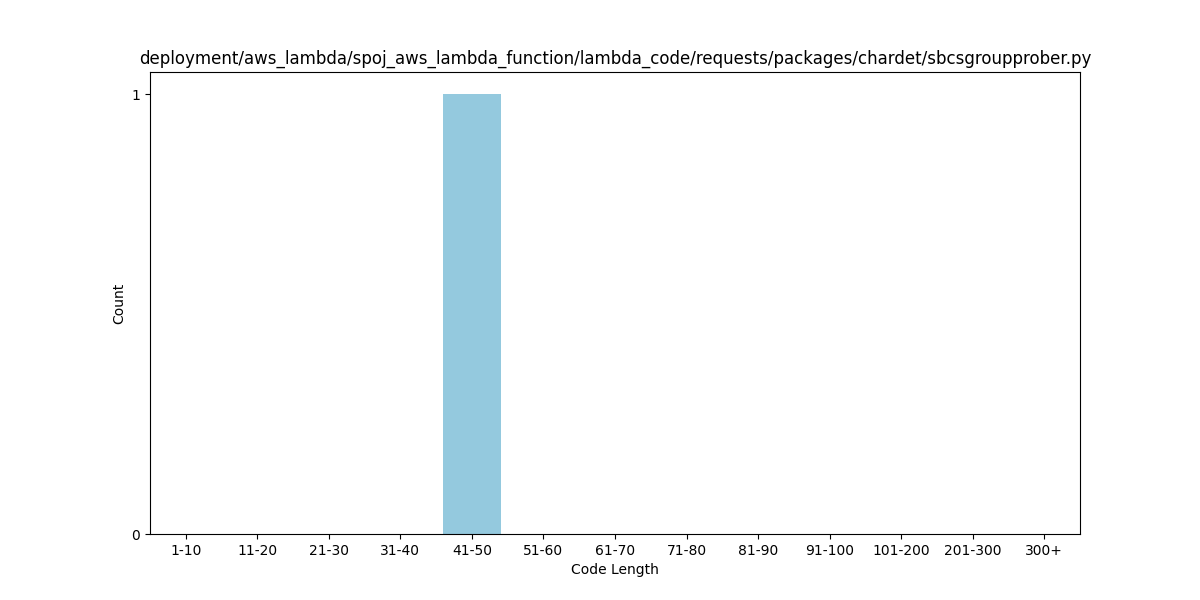 deployment/aws_lambda/spoj_aws_lambda_function/lambda_code/requests/packages/chardet/sbcsgroupprober.py
1
Count
0
1-10 11-20 21-30 31-40 41-50 51-60 61-70 71-80 81-90 91-100 101-200 201-300 300+
Code Length